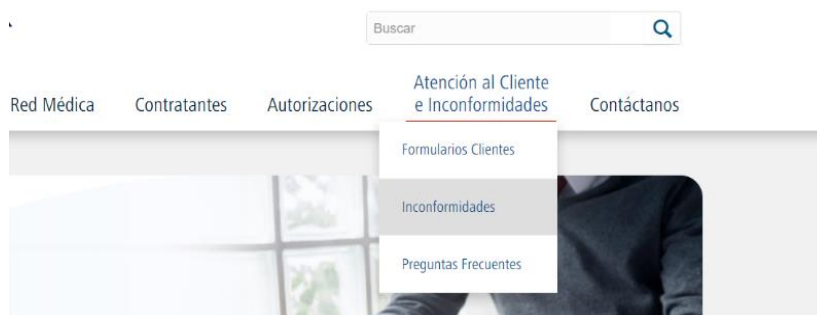 Buscar
Red Médica Contratantes Autorizaciones Atención al Cliente
e Inconformidades Contáctanos
Formularios Clientes
Inconformidades
Preguntas Frecuentes